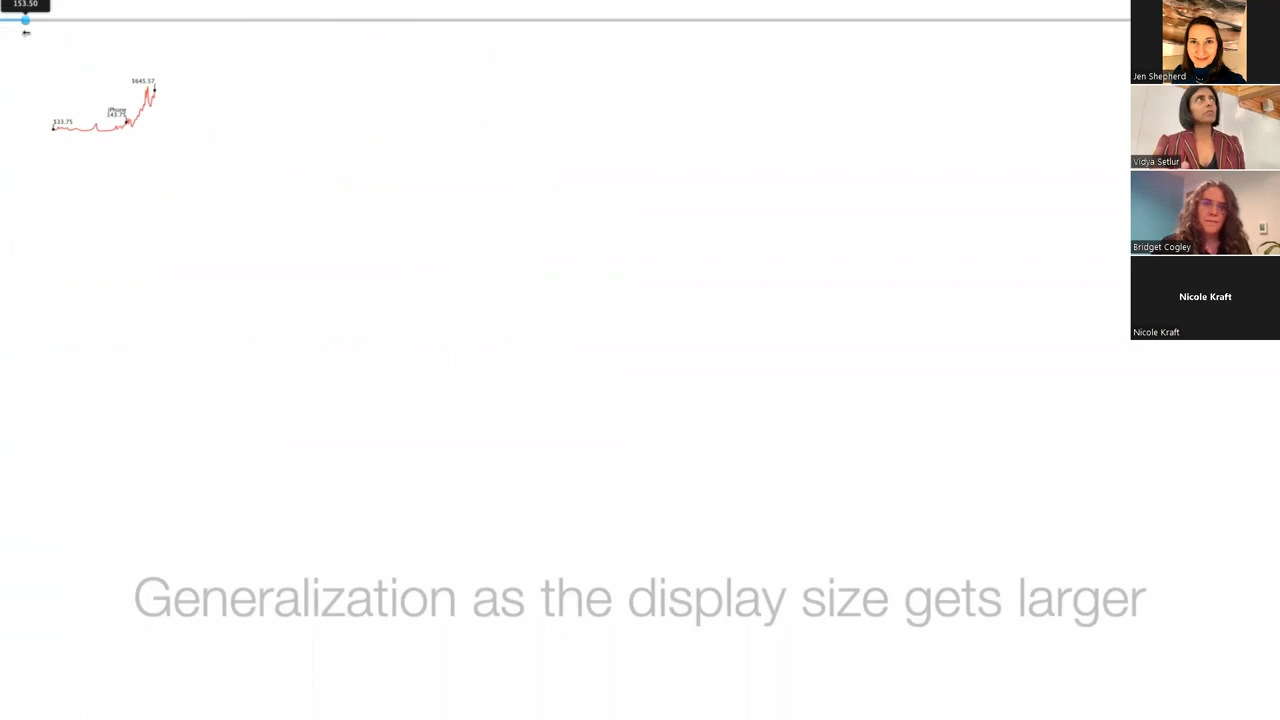 153.50
$645.57
iPhone
143.75
$33.75
Generalization as the display size gets larger
Jen Shepherd
Vidya Setlur
Bridget Cogley
Nicole Kraft
Nicole Kraft